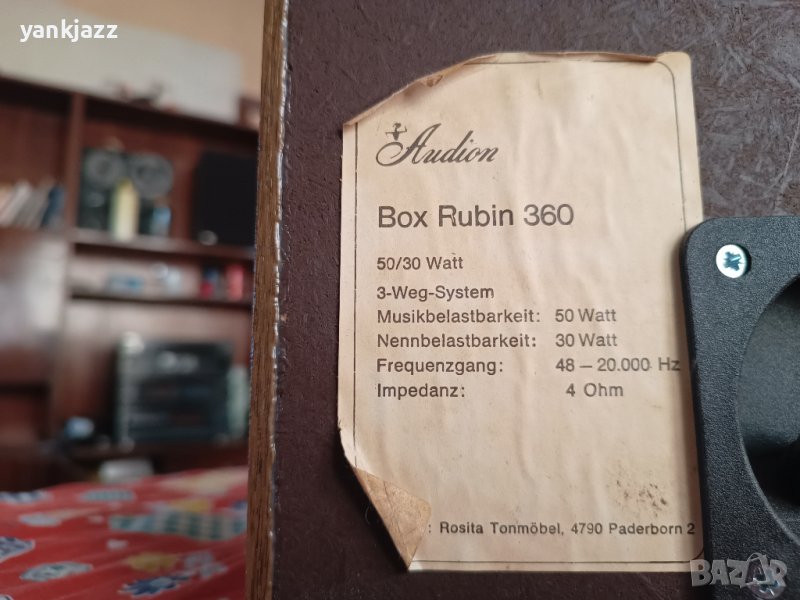 yankjazz
Audion
Box Rubin 360
50/30 Watt
3-Weg-System
Musikbelastbarkeit: 50 Watt
Nennbelastbarkeit: 30 Watt
Frequenzgang: 48 – 20.000 Hz
Impedanz: 4 Ohm
: Rosita Tonmöbel, 4790 Paderborn 2
BAZAR